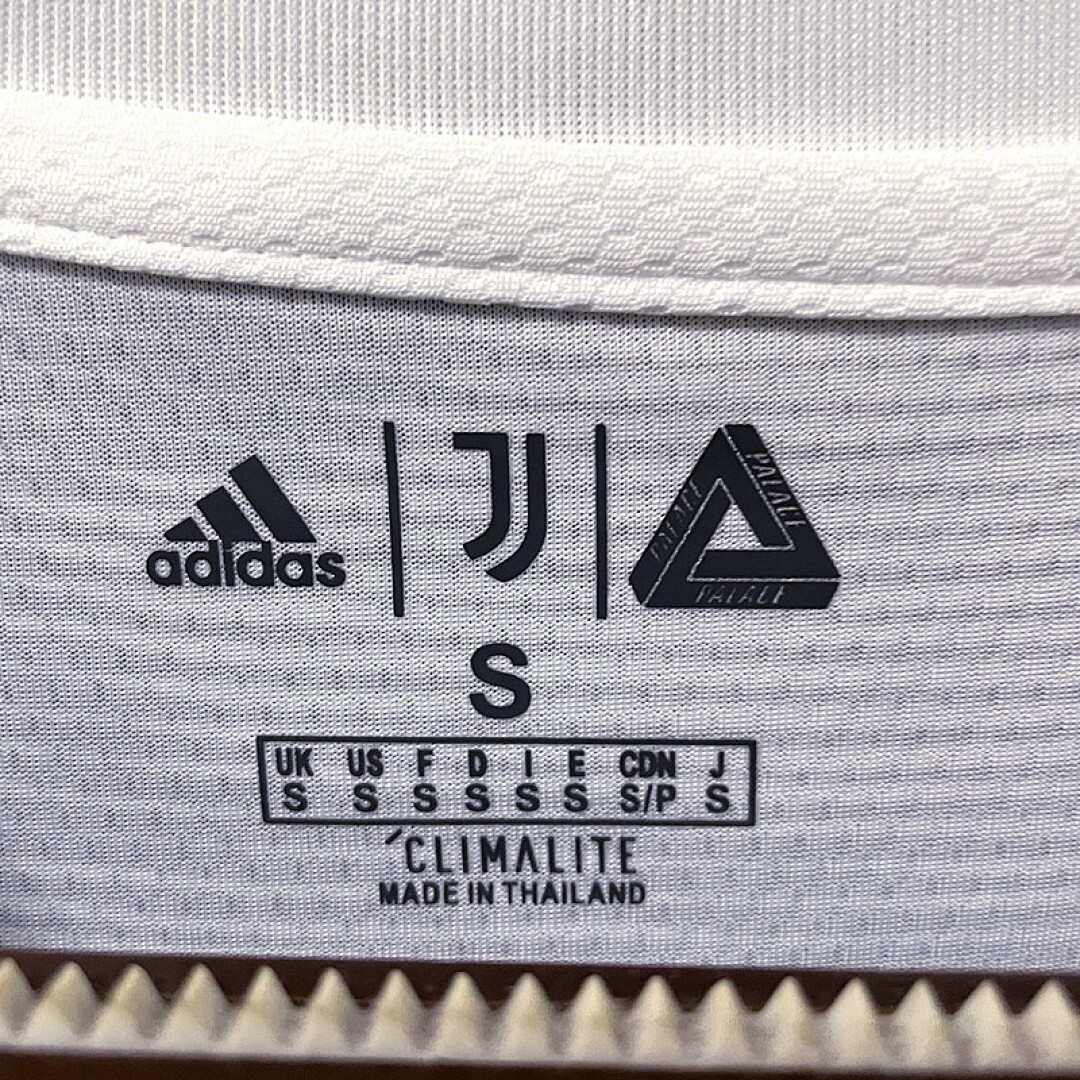 adidas
PALACE PALACE PALACE
S
UK US F D I E CDN J
S S S S S S S/P S
CLIMALITE
MADE IN THAILAND